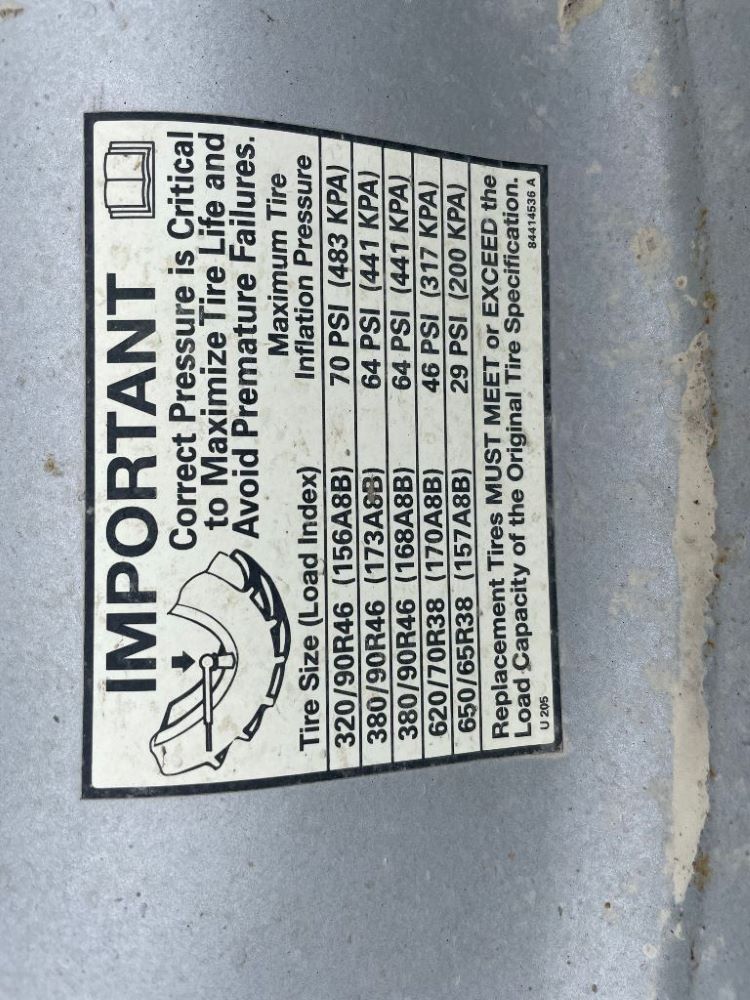 IMPORTANT
Correct Pressure is Critical
to Maximize Tire Life and
Avoid Premature Failures.
Tire Size (Load Index) Maximum Tire Inflation Pressure
320/90R46 (156A8B) 70 PSI (483 KPA)
380/90R46 (173A8B) 64 PSI (441 KPA)
380/90R46 (168A8B) 64 PSI (441 KPA)
620/70R38 (170A8B) 46 PSI (317 KPA)
650/65R38 (157A8B) 29 PSI (200 KPA)
Replacement Tires MUST MEET or EXCEED the
Load Capacity of the Original Tire Specification.
U 205 84414536 A